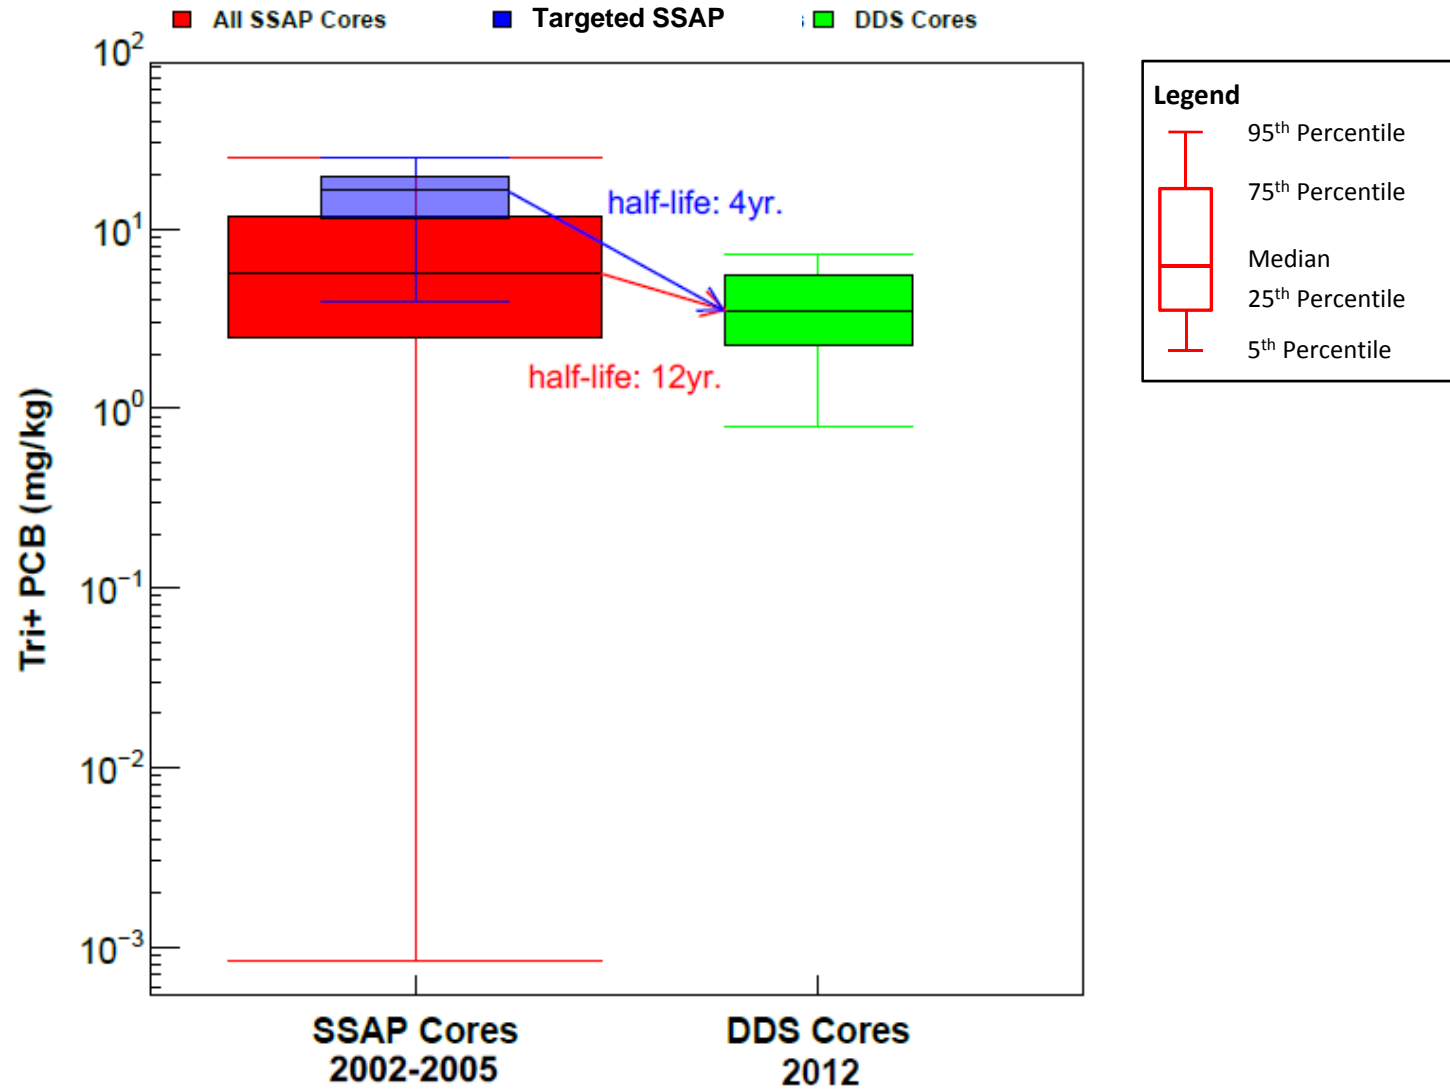 All SSAP Cores
Targeted SSAP
DDS Cores
10²
10¹
10⁰
10⁻¹
10⁻²
10⁻³
Tri+ PCB (mg/kg)
half-life: 4yr.
half-life: 12yr.
SSAP Cores
2002-2005
DDS Cores
2012
Legend
95th Percentile
75th Percentile
Median
25th Percentile
5th Percentile